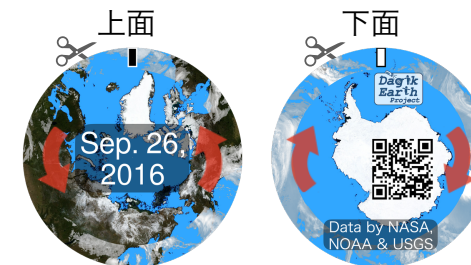 上面
下面
Sep. 26,
2016
Dagik
Earth
Project
Data by NASA,
NOAA & USGS